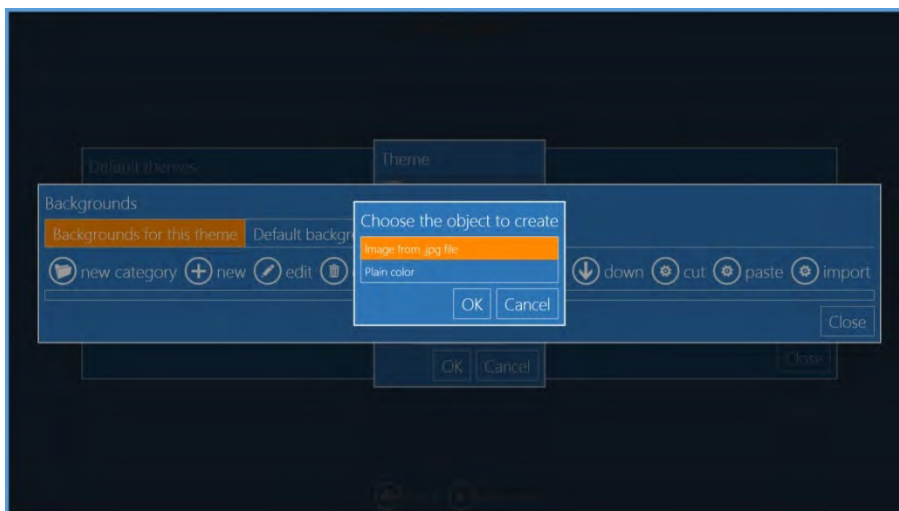 Default themes
Theme
Backgrounds
Backgrounds for this theme Default backgr
Choose the object to create
Image from .jpg file
Plain color
new category new edit down cut paste import
OK Cancel
Close
OK Cancel
Close